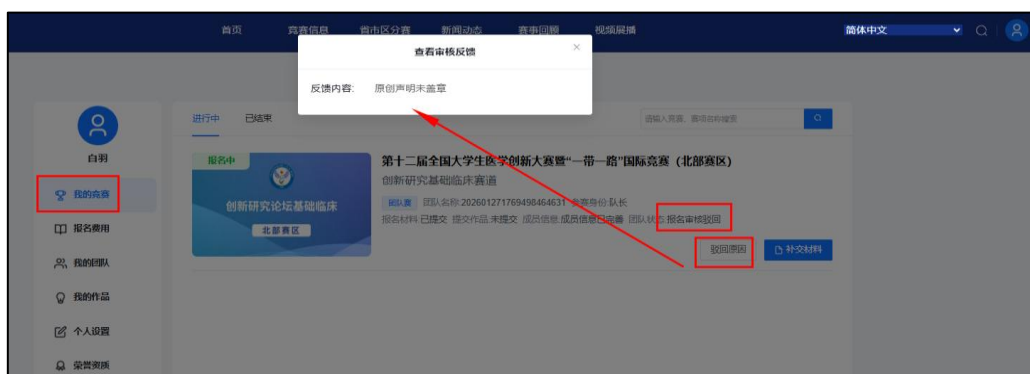 首页 竞赛信息 省市区分赛 新闻动态 赛事回顾 视频展播 简体中文
查看审核反馈 ×
反馈内容: 原创声明未盖章
进行中 已结束 请输入竞赛、赛项名称搜索
白羽
报名中
创新研究论坛基础临床
北部赛区
第十二届全国大学生医学创新大赛暨“一带一路”国际竞赛（北部赛区）
创新研究基础临床赛道
团队赛 团队名称:202601271769498464631 参赛身份:队长
报名材料:已提交 提交作品:未提交 成员信息:成员信息已完善 团队状态:报名审核驳回
驳回原因 补交材料
我的竞赛
报名费用
我的团队
我的作品
个人设置
荣誉资质